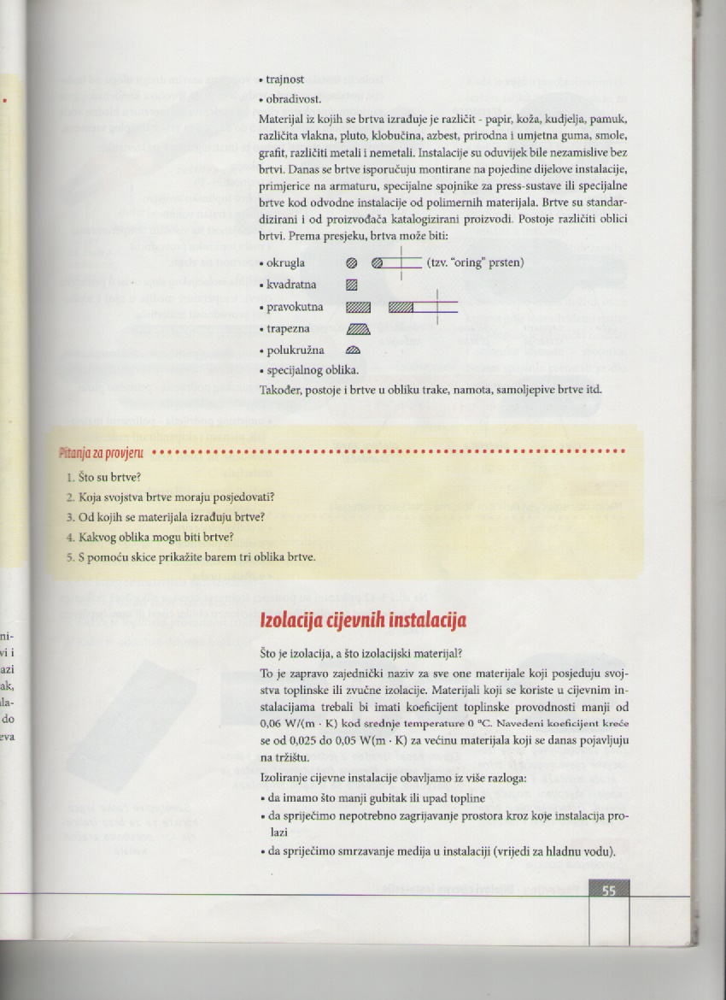 • trajnost
• obradivost.
Materijal iz kojih se brtva izrađuje je različit - papir, koža, kudjelja, pamuk,
različita vlakna, pluto, klobučina, azbest, prirodna i umjetna guma, smole,
grafit, različiti metali i nemetali. Instalacije su oduvijek bile nezamislive bez
brtvi. Danas se brtve isporučuju montirane na pojedine dijelove instalacije,
primjerice na armaturu, specijalne spojnike za press-sustave ili specijalne
brtve kod odvodne instalacije od polimernih materijala. Brtve su standar-
dizirani i od proizvođača katalogizirani proizvodi. Postoje različiti oblici
brtvi. Prema presjeku, brtva može biti:
• okrugla (tzv. “oring” prsten)
• kvadratna
• pravokutna
• trapezna
• polukružna
• specijalnog oblika.
Također, postoje i brtve u obliku trake, namota, samoljepive brtve itd.
Pitanja za provjeru
1. Što su brtve?
2. Koja svojstva brtve moraju posjedovati?
3. Od kojih se materijala izrađuju brtve?
4. Kakvog oblika mogu biti brtve?
5. S pomoću skice prikažite barem tri oblika brtve.
Izolacija cijevnih instalacija
Što je izolacija, a što izolacijski materijal?
To je zapravo zajednički naziv za sve one materijale koji posjeduju svoj-
stva toplinske ili zvučne izolacije. Materijali koji se koriste u cijevnim in-
stalacijama trebali bi imati koeficijent toplinske provodnosti manji od
0,06 W/(m · K) kod srednje temperature 0 °C. Navedeni koeficijent kreće
se od 0,025 do 0,05 W(m · K) za većinu materijala koji se danas pojavljuju
na tržištu.
Izoliranje cijevne instalacije obavljamo iz više razloga:
• da imamo što manji gubitak ili upad topline
• da spriječimo nepotrebno zagrijavanje prostora kroz koje instalacija pro-
lazi
• da spriječimo smrzavanje medija u instalaciji (vrijedi za hladnu vodu).
55
ni-
vi i
azi
ak,
ala-
do
eva